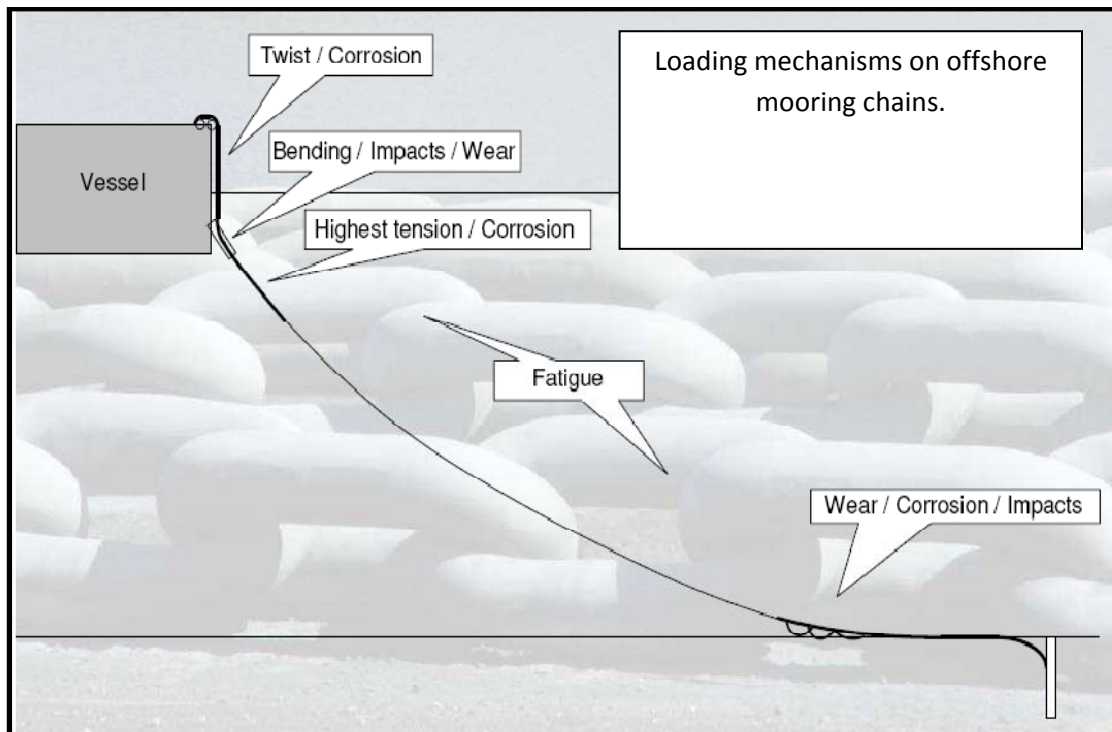 Twist / Corrosion
Loading mechanisms on offshore
mooring chains.
Bending / Impacts / Wear
Vessel
Highest tension / Corrosion
Fatigue
Wear / Corrosion / Impacts